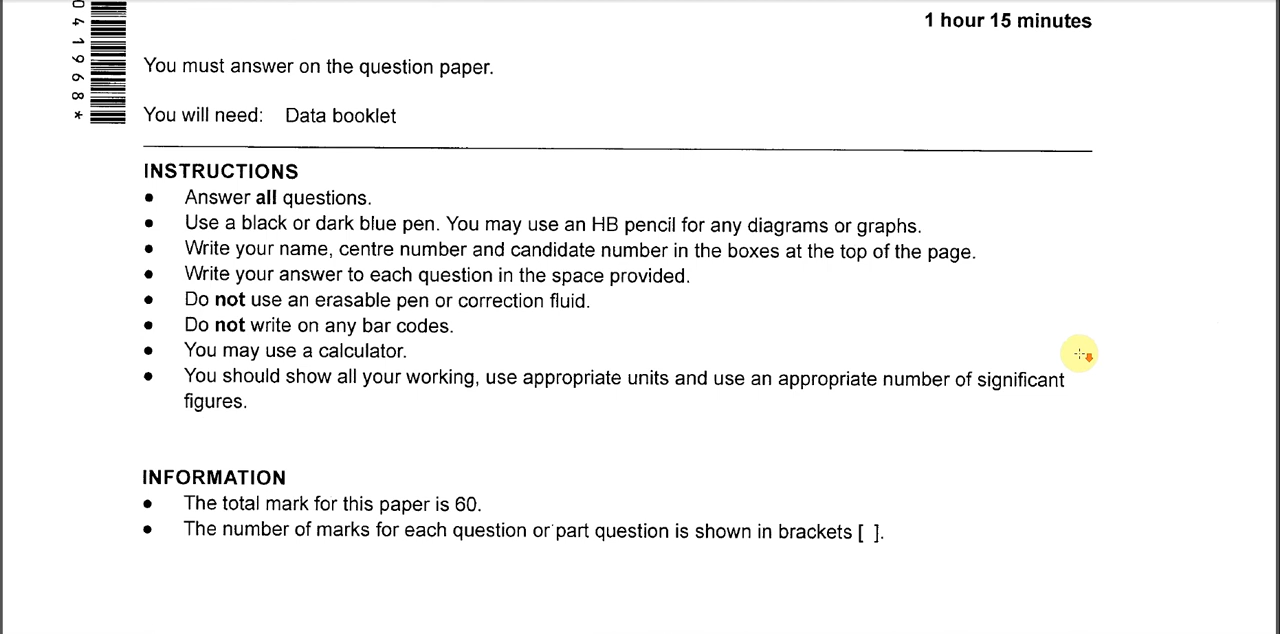 1 hour 15 minutes
0 4 1 9 6 8 *
You must answer on the question paper.
You will need: Data booklet
INSTRUCTIONS
• Answer all questions.
• Use a black or dark blue pen. You may use an HB pencil for any diagrams or graphs.
• Write your name, centre number and candidate number in the boxes at the top of the page.
• Write your answer to each question in the space provided.
• Do not use an erasable pen or correction fluid.
• Do not write on any bar codes.
• You may use a calculator.
• You should show all your working, use appropriate units and use an appropriate number of significant
figures.
INFORMATION
• The total mark for this paper is 60.
• The number of marks for each question or part question is shown in brackets [ ].